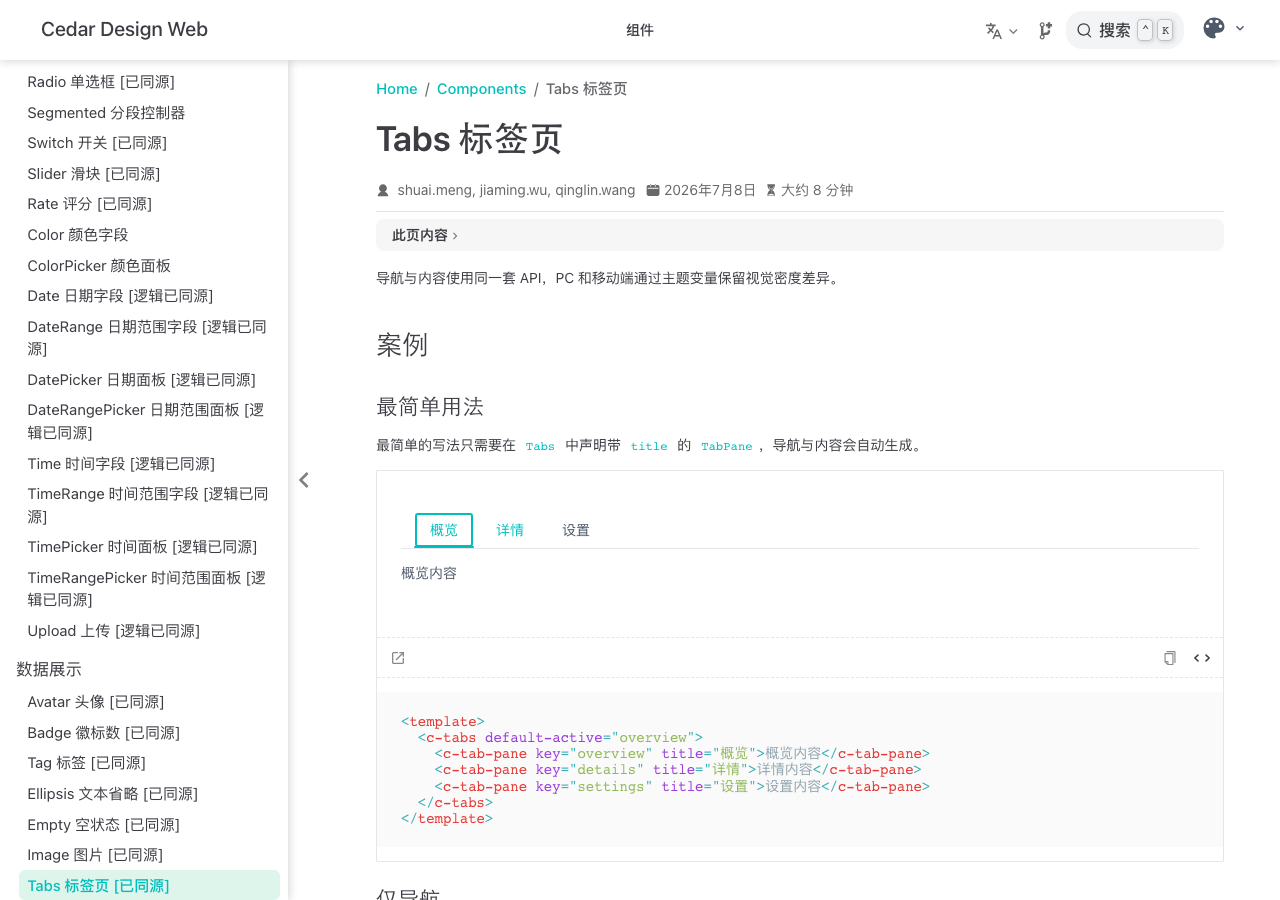 Cedar Design Web
组件
搜索 ^ K
Radio 单选框 [已同源]
Segmented 分段控制器
Switch 开关 [已同源]
Slider 滑块 [已同源]
Rate 评分 [已同源]
Color 颜色字段
ColorPicker 颜色面板
Date 日期字段 [逻辑已同源]
DateRange 日期范围字段 [逻辑已同
源]
DatePicker 日期面板 [逻辑已同源]
DateRangePicker 日期范围面板 [逻
辑已同源]
Time 时间字段 [逻辑已同源]
TimeRange 时间范围字段 [逻辑已同
源]
TimePicker 时间面板 [逻辑已同源]
TimeRangePicker 时间范围面板 [逻
辑已同源]
Upload 上传 [逻辑已同源]
数据展示
Avatar 头像 [已同源]
Badge 徽标数 [已同源]
Tag 标签 [已同源]
Ellipsis 文本省略 [已同源]
Empty 空状态 [已同源]
Image 图片 [已同源]
Tabs 标签页 [已同源]
Home / Components / Tabs 标签页
Tabs 标签页
shuai.meng, jiaming.wu, qinglin.wang 2026年7月8日 大约 8 分钟
此页内容
导航与内容使用同一套 API，PC 和移动端通过主题变量保留视觉密度差异。
案例
最简单用法
最简单的写法只需要在 Tabs 中声明带 title 的 TabPane ，导航与内容会自动生成。
概览 详情 设置
概览内容
<template>
  <c-tabs default-active="overview">
    <c-tab-pane key="overview" title="概览">概览内容</c-tab-pane>
    <c-tab-pane key="details" title="详情">详情内容</c-tab-pane>
    <c-tab-pane key="settings" title="设置">设置内容</c-tab-pane>
  </c-tabs>
</template>
仅导航